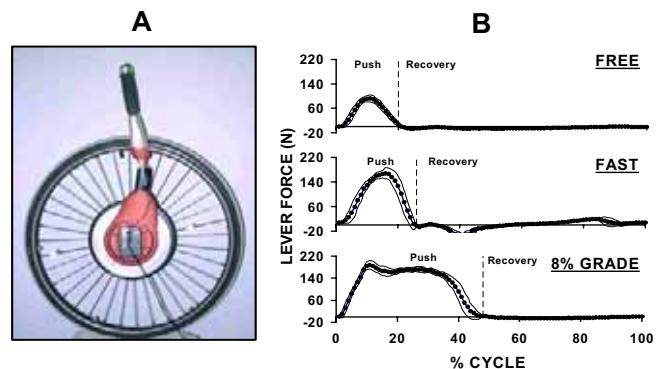 A
B
LEVER FORCE (N)
220
140
60
-20
Push
Recovery
FREE
220
140
60
-20
Push
Recovery
FAST
220
140
60
-20
Push
Recovery
8% GRADE
0
20
40
60
80
100
% CYCLE